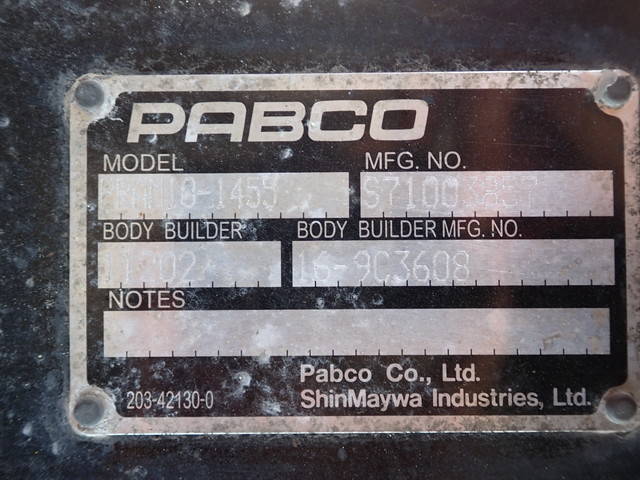 PABCO
MODEL MFG. NO.
S71003857
BODY BUILDER BODY BUILDER MFG. NO.
16-9C3608
NOTES
Pabco Co., Ltd.
203-42130-0 ShinMaywa Industries, Ltd.